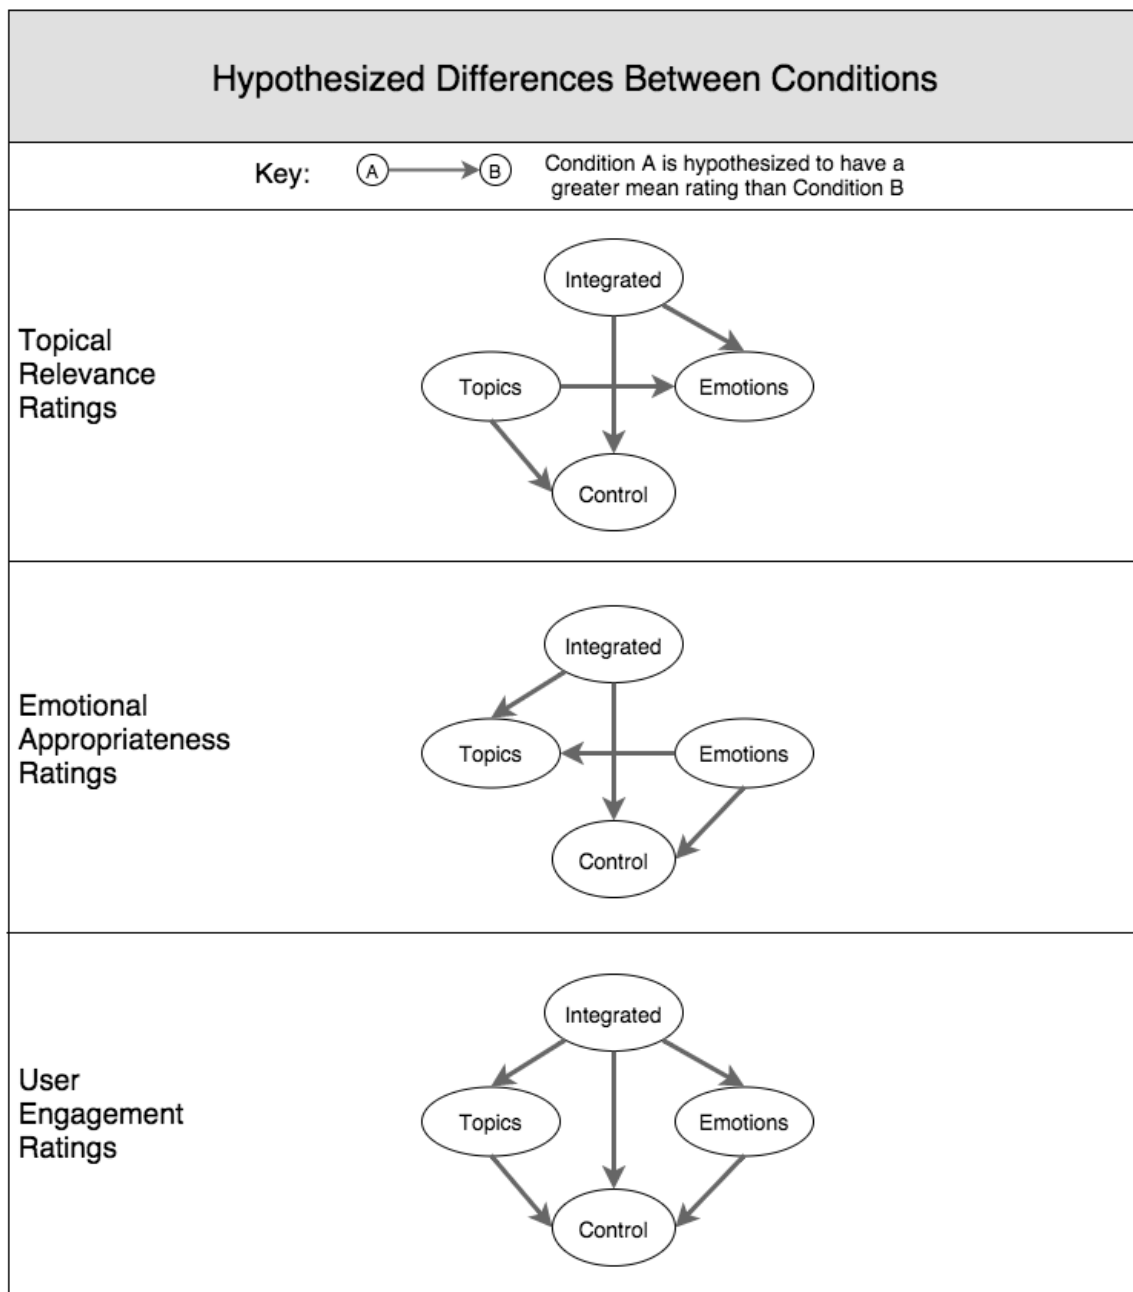 Hypothesized Differences Between Conditions
Key:
A
B
Condition A is hypothesized to have a
greater mean rating than Condition B
Topical
Relevance
Ratings
Integrated
Topics
Emotions
Control
Emotional
Appropriateness
Ratings
Integrated
Topics
Emotions
Control
User
Engagement
Ratings
Integrated
Topics
Emotions
Control